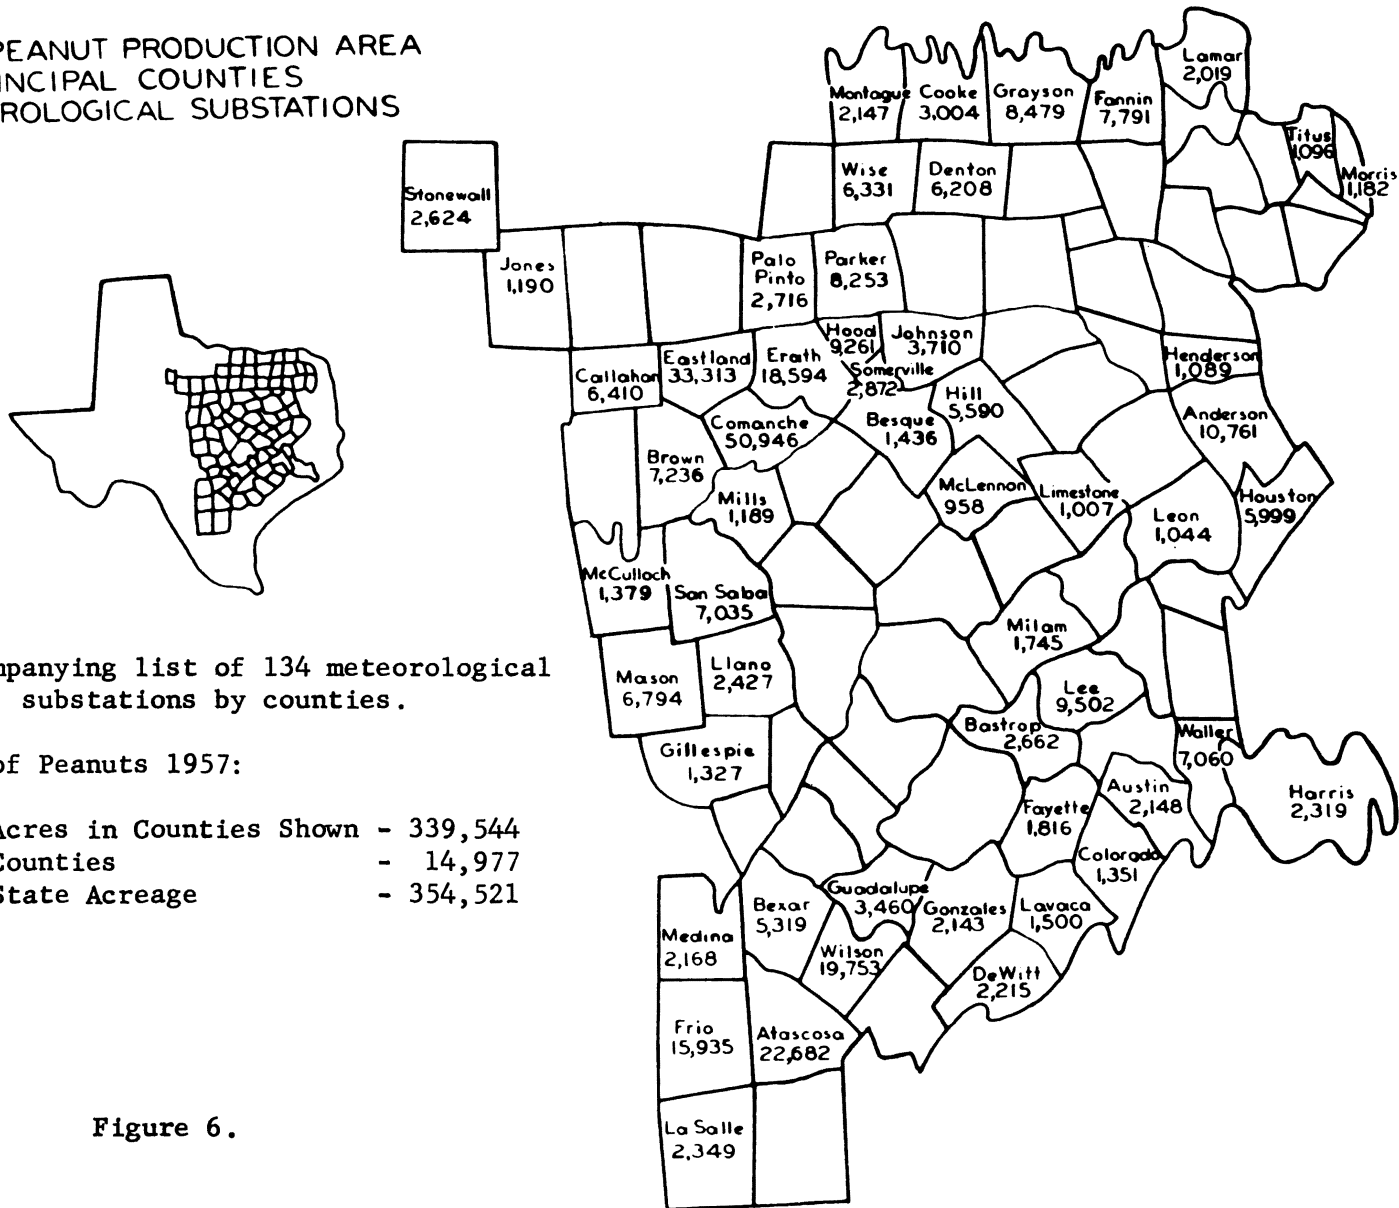 PEANUT PRODUCTION AREA
INCIPAL COUNTIES
ROLOGICAL SUBSTATIONS
Lamar
2,019
Montague
2,147
Cooke
3,004
Grayson
8,479
Fannin
7,791
Titus
1,096
Morris
1,182
Stonewall
2,624
Wise
6,331
Denton
6,208
Jones
1,190
Palo
Pinto
2,716
Parker
8,253
Hood
9,261
Johnson
3,710
Callahan
6,410
Eastland
33,313
Erath
18,594
Somerville
2,872
Hill
5,590
Henderson
1,089
Comanche
50,946
Besque
1,436
Anderson
10,761
Brown
7,236
Mills
1,189
McLennon
958
Limestone
1,007
Leon
1,044
Houston
5,999
McCulloch
1,379
San Saba
7,035
Milam
1,745
Mason
6,794
Llano
2,427
Lee
9,502
Bastrop
2,662
Waller
7,060
Gillespie
1,327
Fayette
1,816
Austin
2,148
Harris
2,319
Colorado
1,351
Medina
2,168
Bexar
5,319
Guadalupe
3,460
Gonzales
2,143
Lavaca
1,500
Wilson
19,753
DeWitt
2,215
Frio
15,935
Atascosa
22,682
La Salle
2,349
mpanying list of 134 meteorological
substations by counties.
of Peanuts 1957:
Acres in Counties Shown - 339,544
Counties - 14,977
State Acreage - 354,521
Figure 6.